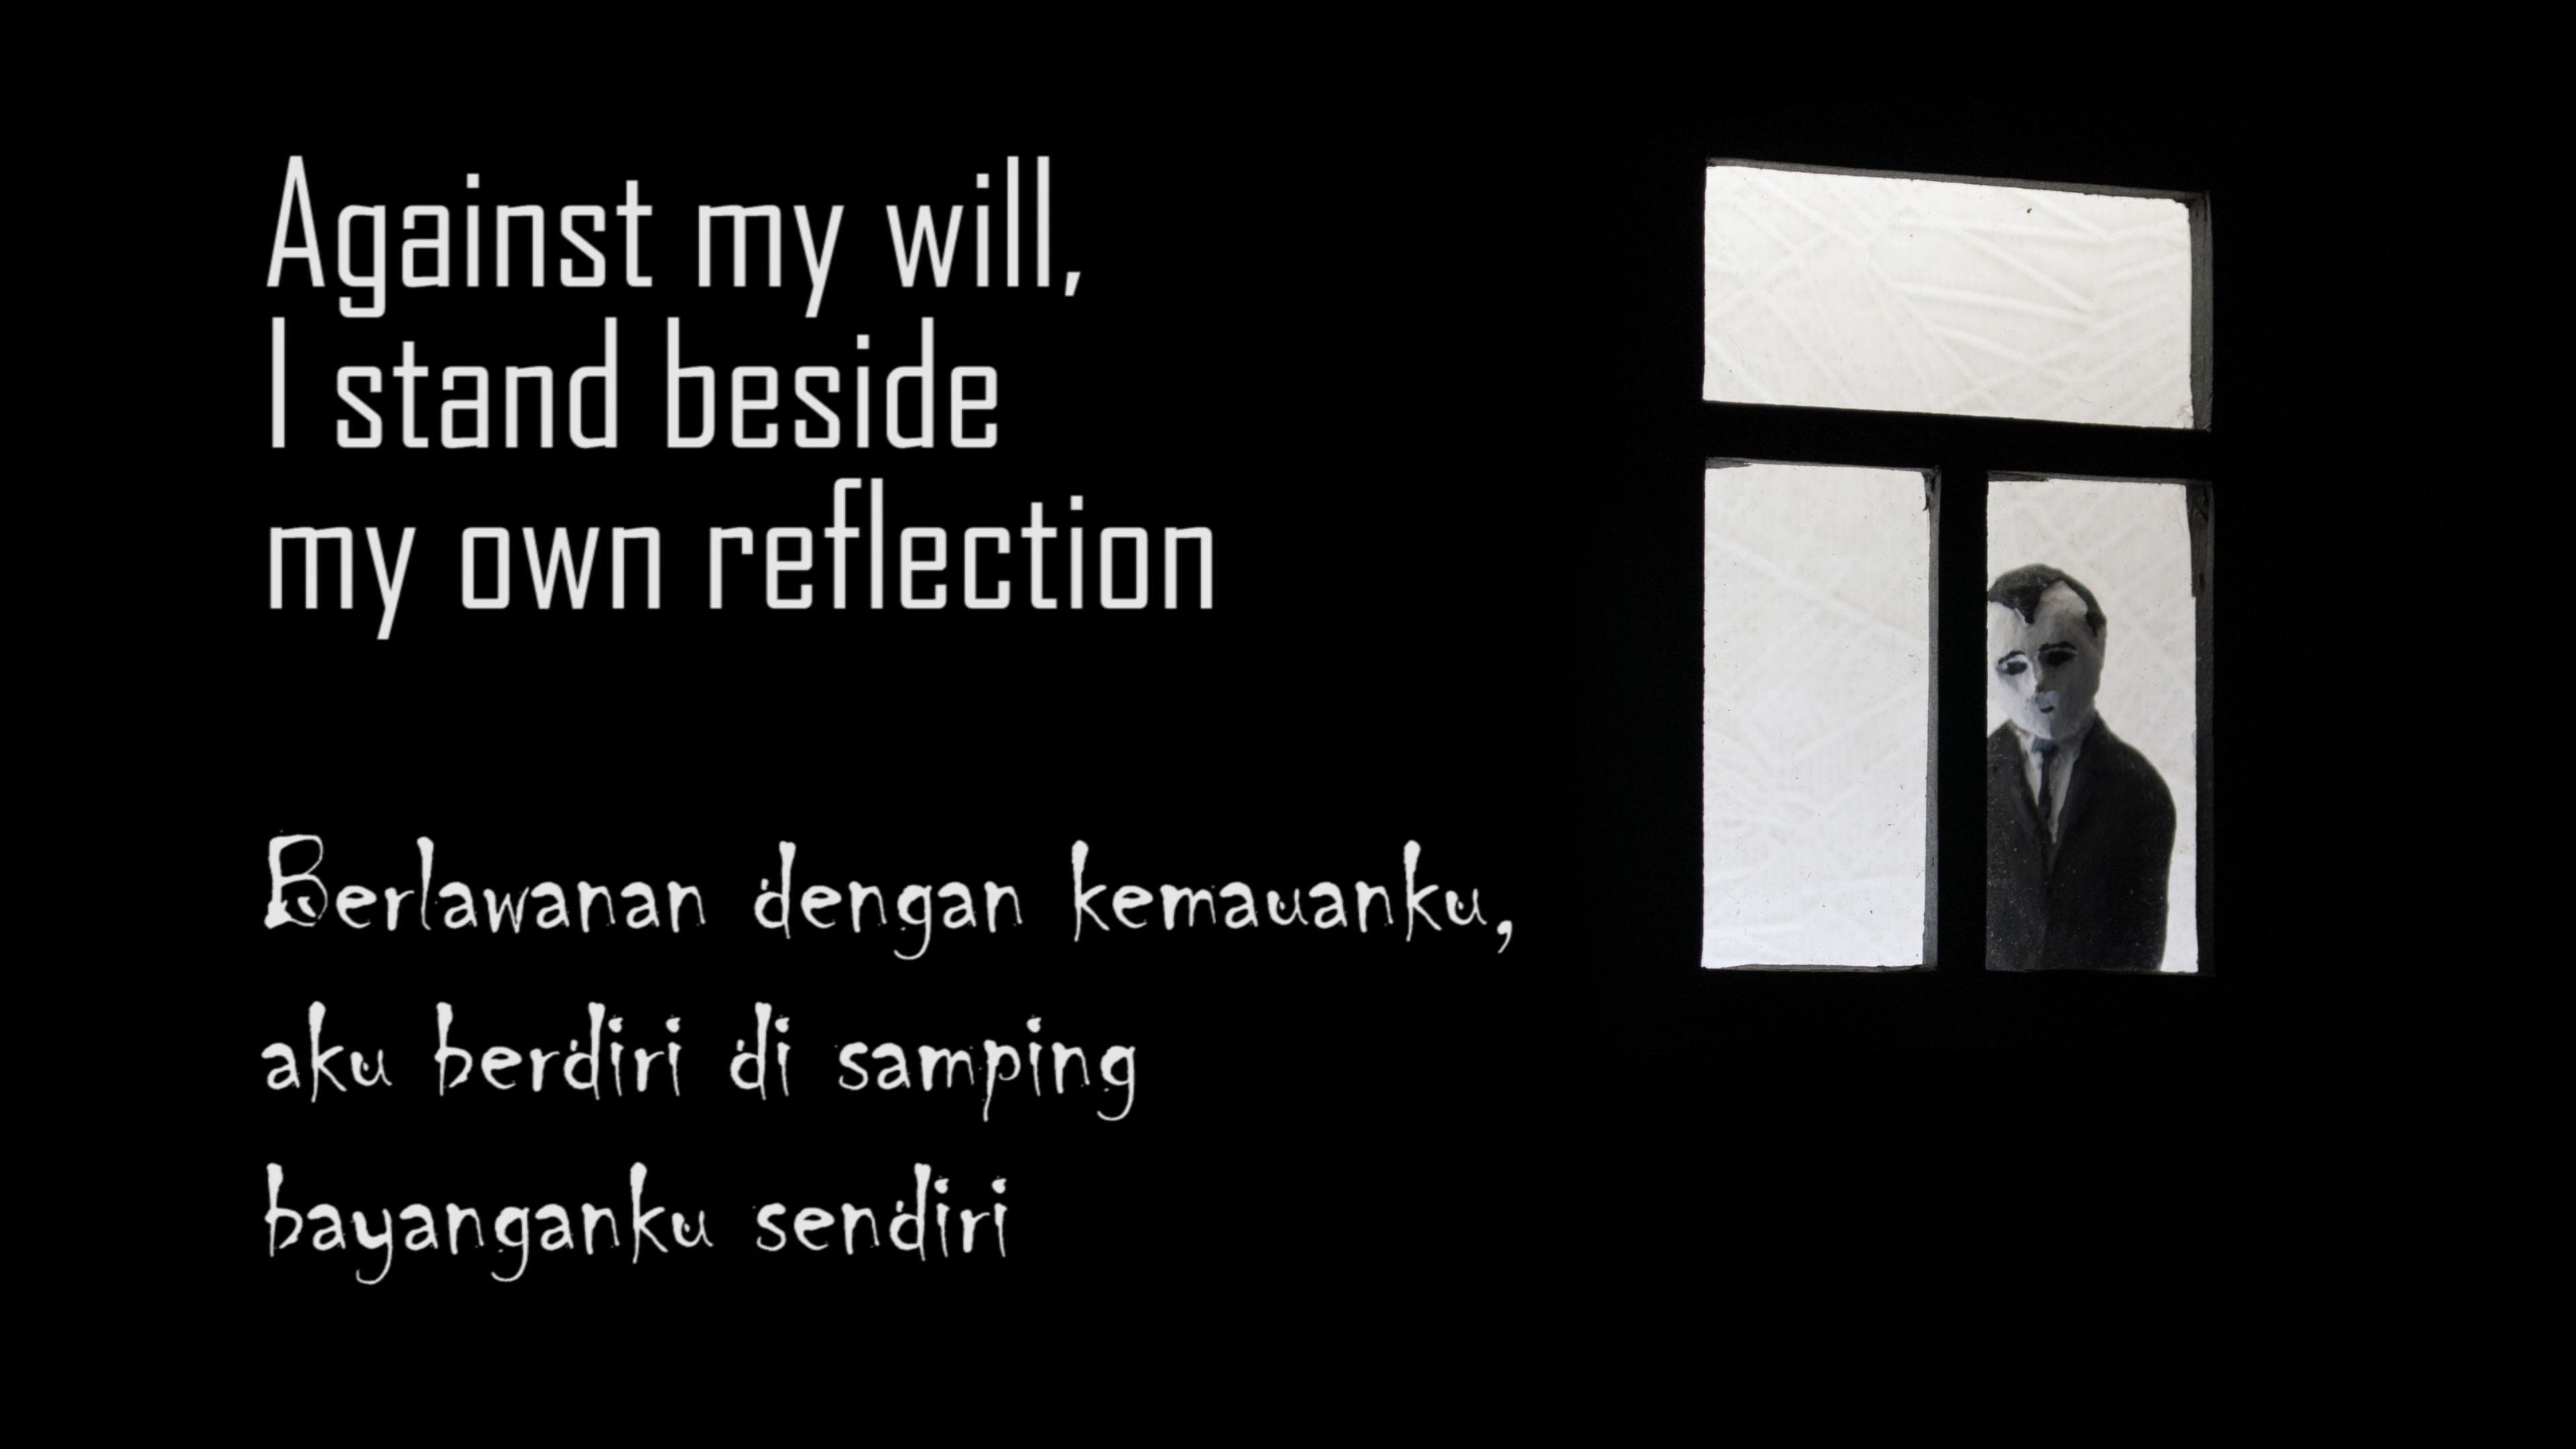 Against my will,
I stand beside
my own reflection
Berlawanan dengan kemauanku,
aku berdiri di samping
bayanganku sendiri